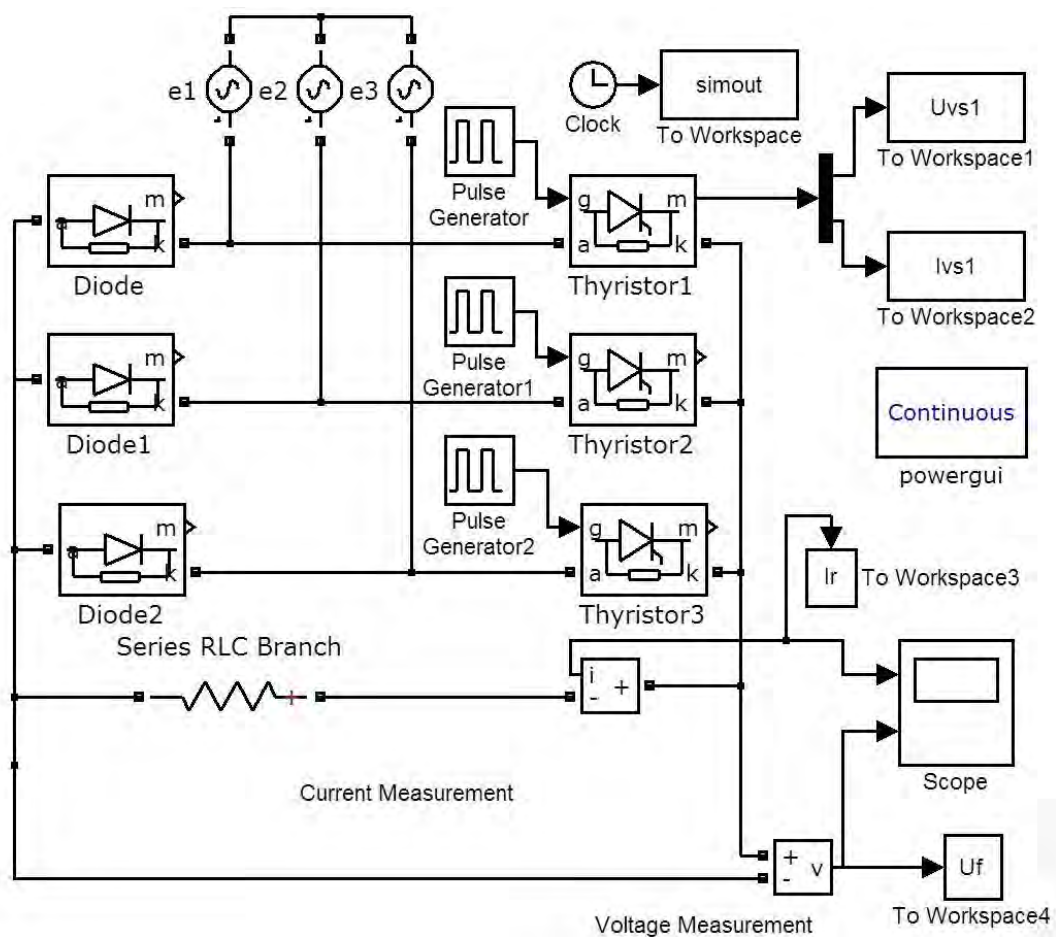 e1
e2
e3
Clock
simout
To Workspace
Uvs1
To Workspace1
Pulse
Generator
m
a
k
Diode
g
m
a
k
Thyristor1
Ivs1
To Workspace2
Pulse
Generator1
m
a
k
Diode1
g
m
a
k
Thyristor2
Continuous
powergui
Pulse
Generator2
m
a
k
Diode2
g
m
a
k
Thyristor3
Ir
To Workspace3
Series RLC Branch
+
i
-
+
Scope
Current Measurement
+
-
v
Uf
To Workspace4
Voltage Measurement